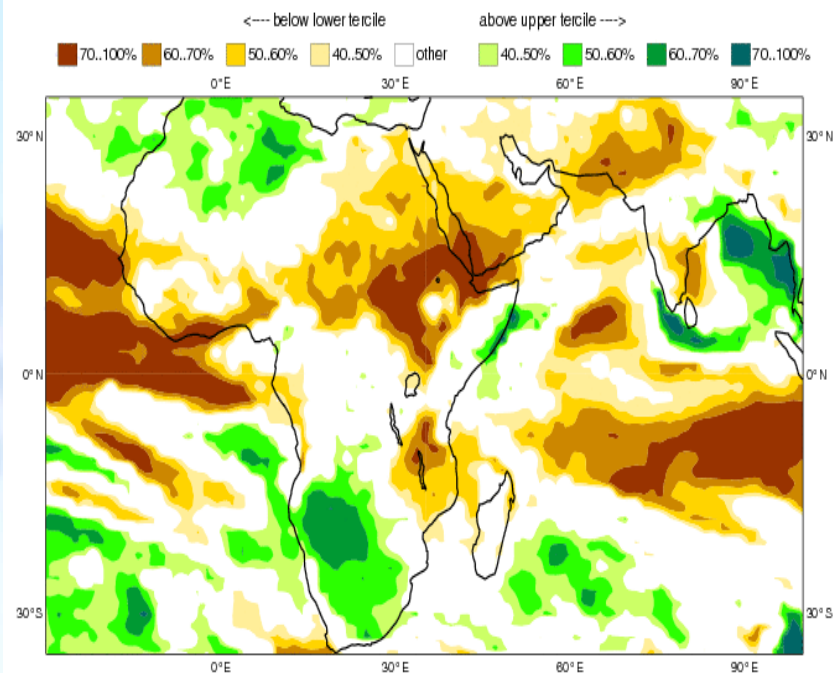 <---- below lower tercile above upper tercile ---->
70..100% 60..70% 50..60% 40..50% other 40..50% 50..60% 60..70% 70..100%
0°E 30°E 60°E 90°E
30°N 30°N
0°N 0°N
30°S 30°S
0°E 30°E 60°E 90°E